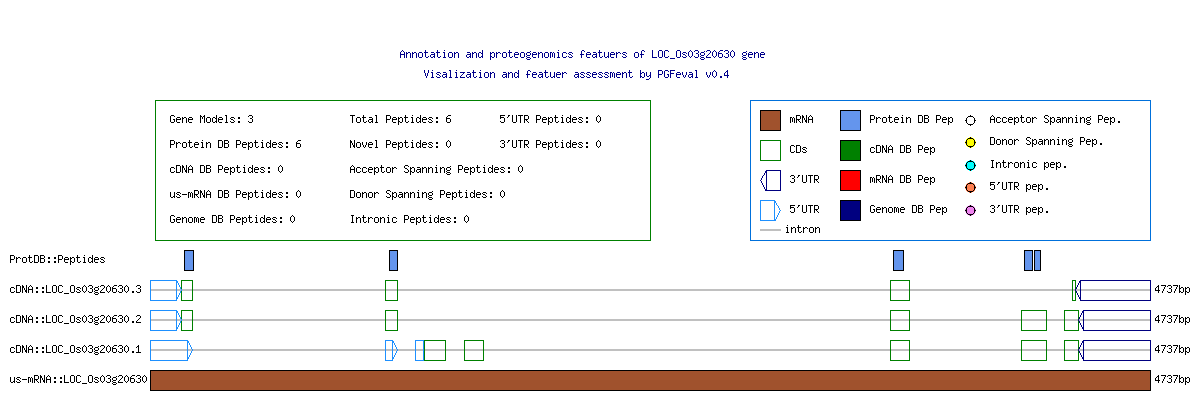 Annotation and proteogenomics featuers of LOC_Os03g20630 gene
Visalization and featuer assessment by PGFeval v0.4
Gene Models: 3 Total Peptides: 6 5'UTR Peptides: 0
Protein DB Peptides: 6 Novel Peptides: 0 3'UTR Peptides: 0
cDNA DB Peptides: 0 Acceptor Spanning Peptides: 0
us-mRNA DB Peptides: 0 Donor Spanning Peptides: 0
Genome DB Peptides: 0 Intronic Peptides: 0
mRNA Protein DB Pep Acceptor Spanning Pep.
CDs cDNA DB Pep Donor Spanning Pep.
3'UTR mRNA DB Pep Intronic pep.
5'UTR Genome DB Pep 5'UTR pep.
intron 3'UTR pep.
ProtDB::Peptides
cDNA::LOC_Os03g20630.3 4737bp
cDNA::LOC_Os03g20630.2 4737bp
cDNA::LOC_Os03g20630.1 4737bp
us-mRNA::LOC_Os03g20630 4737bp